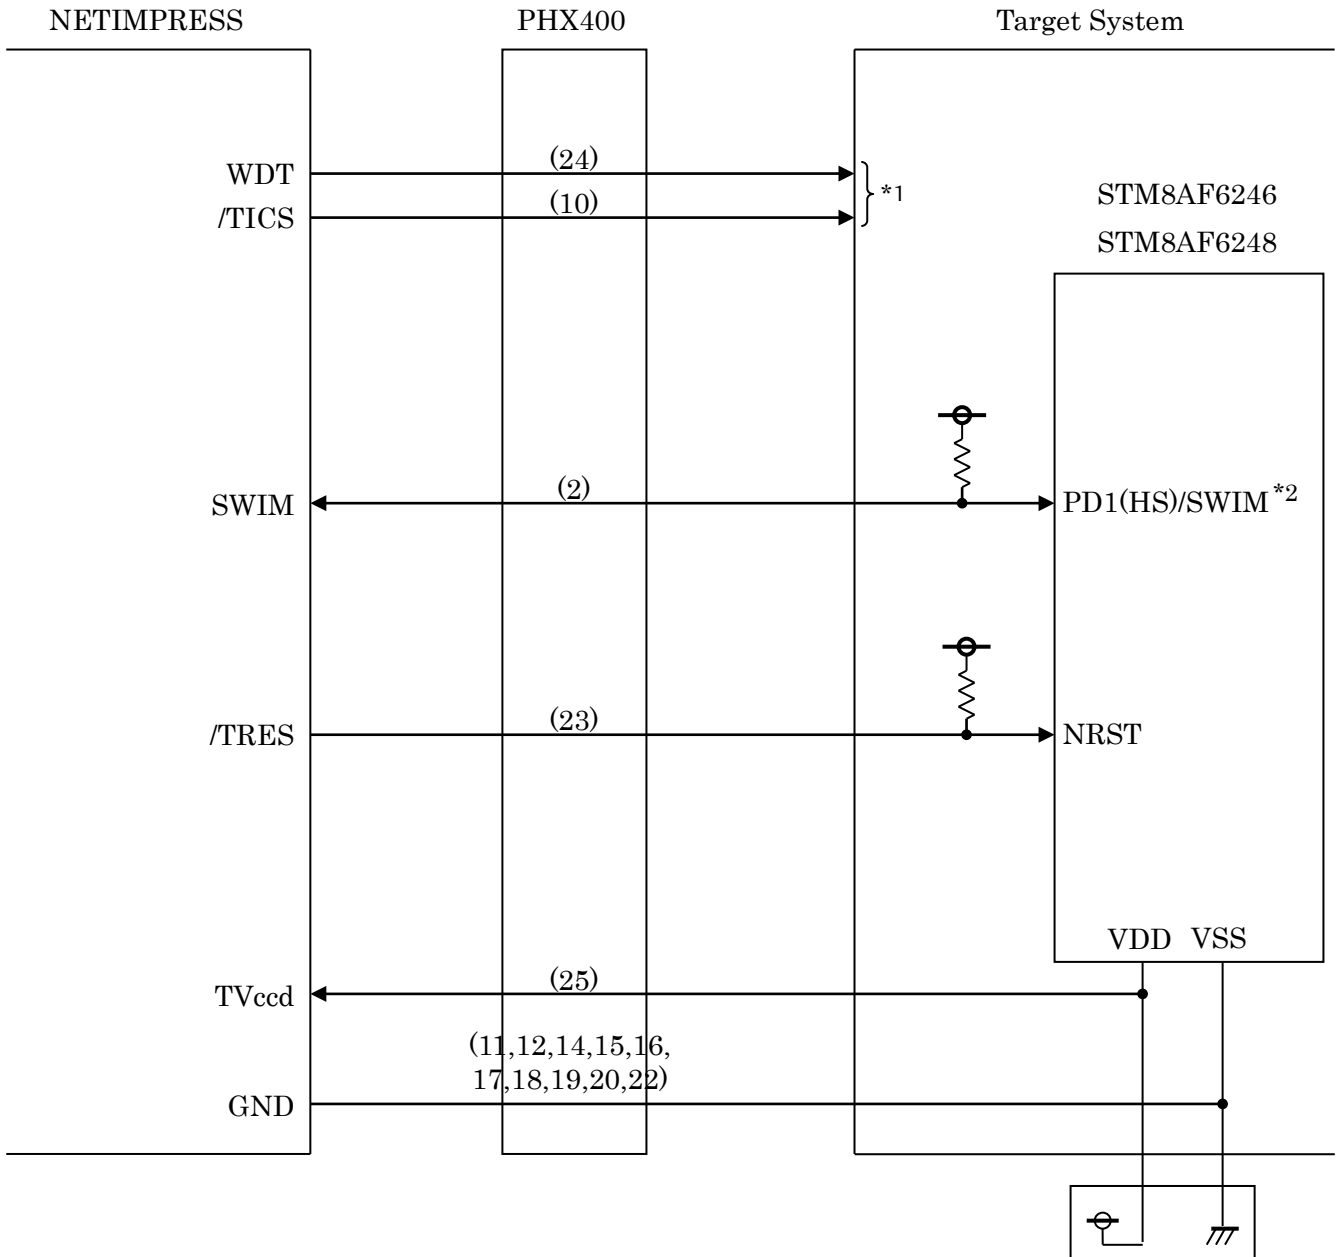 NETIMPRESS PHX400 Target System
WDT (24)
/TICS (10) *1
STM8AF6246
STM8AF6248
SWIM (2) PD1(HS)/SWIM *2
/TRES (23) NRST
VDD VSS
TVccd (25)
(11,12,14,15,16,
17,18,19,20,22)
GND